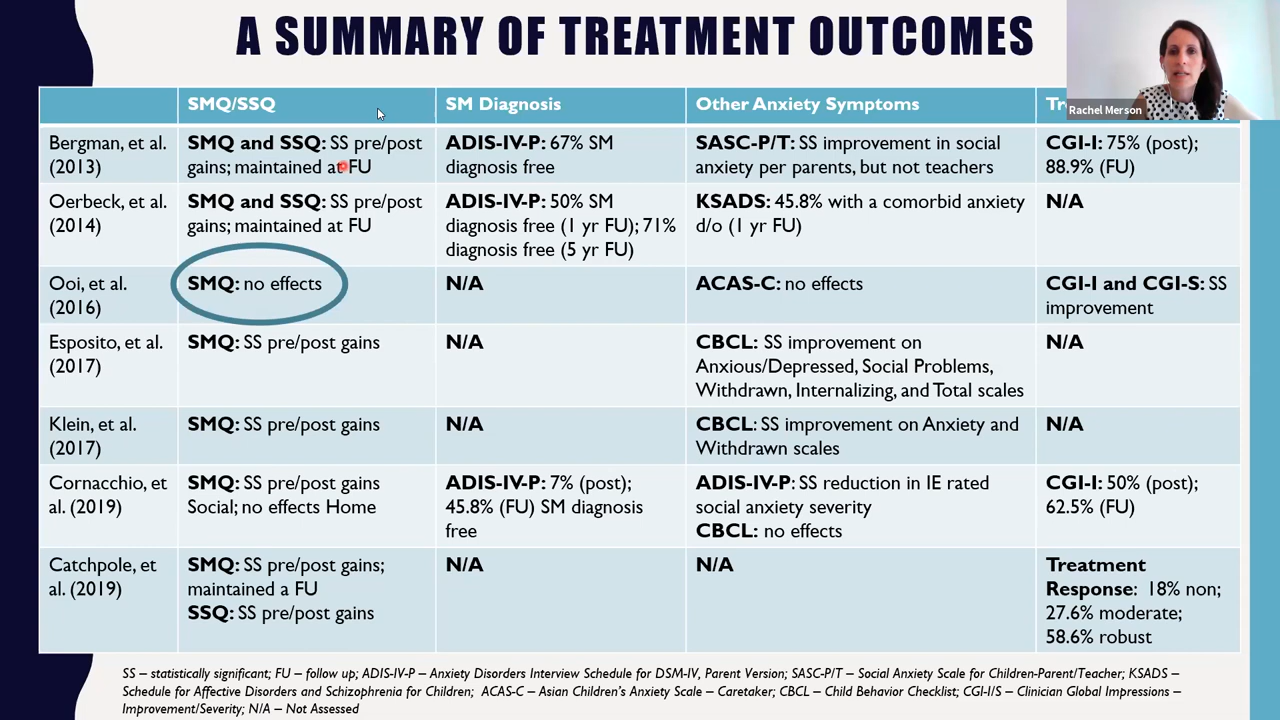 A SUMMARY OF TREATMENT OUTCOMES
Rachel Merson
SMQ/SSQ
SM Diagnosis
Other Anxiety Symptoms
Bergman, et al.
(2013)
SMQ and SSQ: SS pre/post
gains; maintained at FU
ADIS-IV-P: 67% SM
diagnosis free
SASC-P/T: SS improvement in social
anxiety per parents, but not teachers
CGI-I: 75% (post);
88.9% (FU)
Oerbeck, et al.
(2014)
SMQ and SSQ: SS pre/post
gains; maintained at FU
ADIS-IV-P: 50% SM
diagnosis free (1 yr FU); 71%
diagnosis free (5 yr FU)
KSADS: 45.8% with a comorbid anxiety
d/o (1 yr FU)
N/A
Ooi, et al.
(2016)
SMQ: no effects
N/A
ACAS-C: no effects
CGI-I and CGI-S: SS
improvement
Esposito, et al.
(2017)
SMQ: SS pre/post gains
N/A
CBCL: SS improvement on
Anxious/Depressed, Social Problems,
Withdrawn, Internalizing, and Total scales
N/A
Klein, et al.
(2017)
SMQ: SS pre/post gains
N/A
CBCL: SS improvement on Anxiety and
Withdrawn scales
N/A
Cornacchio, et
al. (2019)
SMQ: SS pre/post gains
Social; no effects Home
ADIS-IV-P: 7% (post);
45.8% (FU) SM diagnosis
free
ADIS-IV-P: SS reduction in IE rated
social anxiety severity
CBCL: no effects
CGI-I: 50% (post);
62.5% (FU)
Catchpole, et
al. (2019)
SMQ: SS pre/post gains;
maintained a FU
SSQ: SS pre/post gains
N/A
N/A
Treatment
Response: 18% non;
27.6% moderate;
58.6% robust
SS – statistically significant; FU – follow up; ADIS-IV-P – Anxiety Disorders Interview Schedule for DSM-IV, Parent Version; SASC-P/T – Social Anxiety Scale for Children-Parent/Teacher; KSADS –
Schedule for Affective Disorders and Schizophrenia for Children; ACAS-C – Asian Children's Anxiety Scale – Caretaker; CBCL – Child Behavior Checklist; CGI-I/S – Clinician Global Impressions –
Improvement/Severity; N/A – Not Assessed